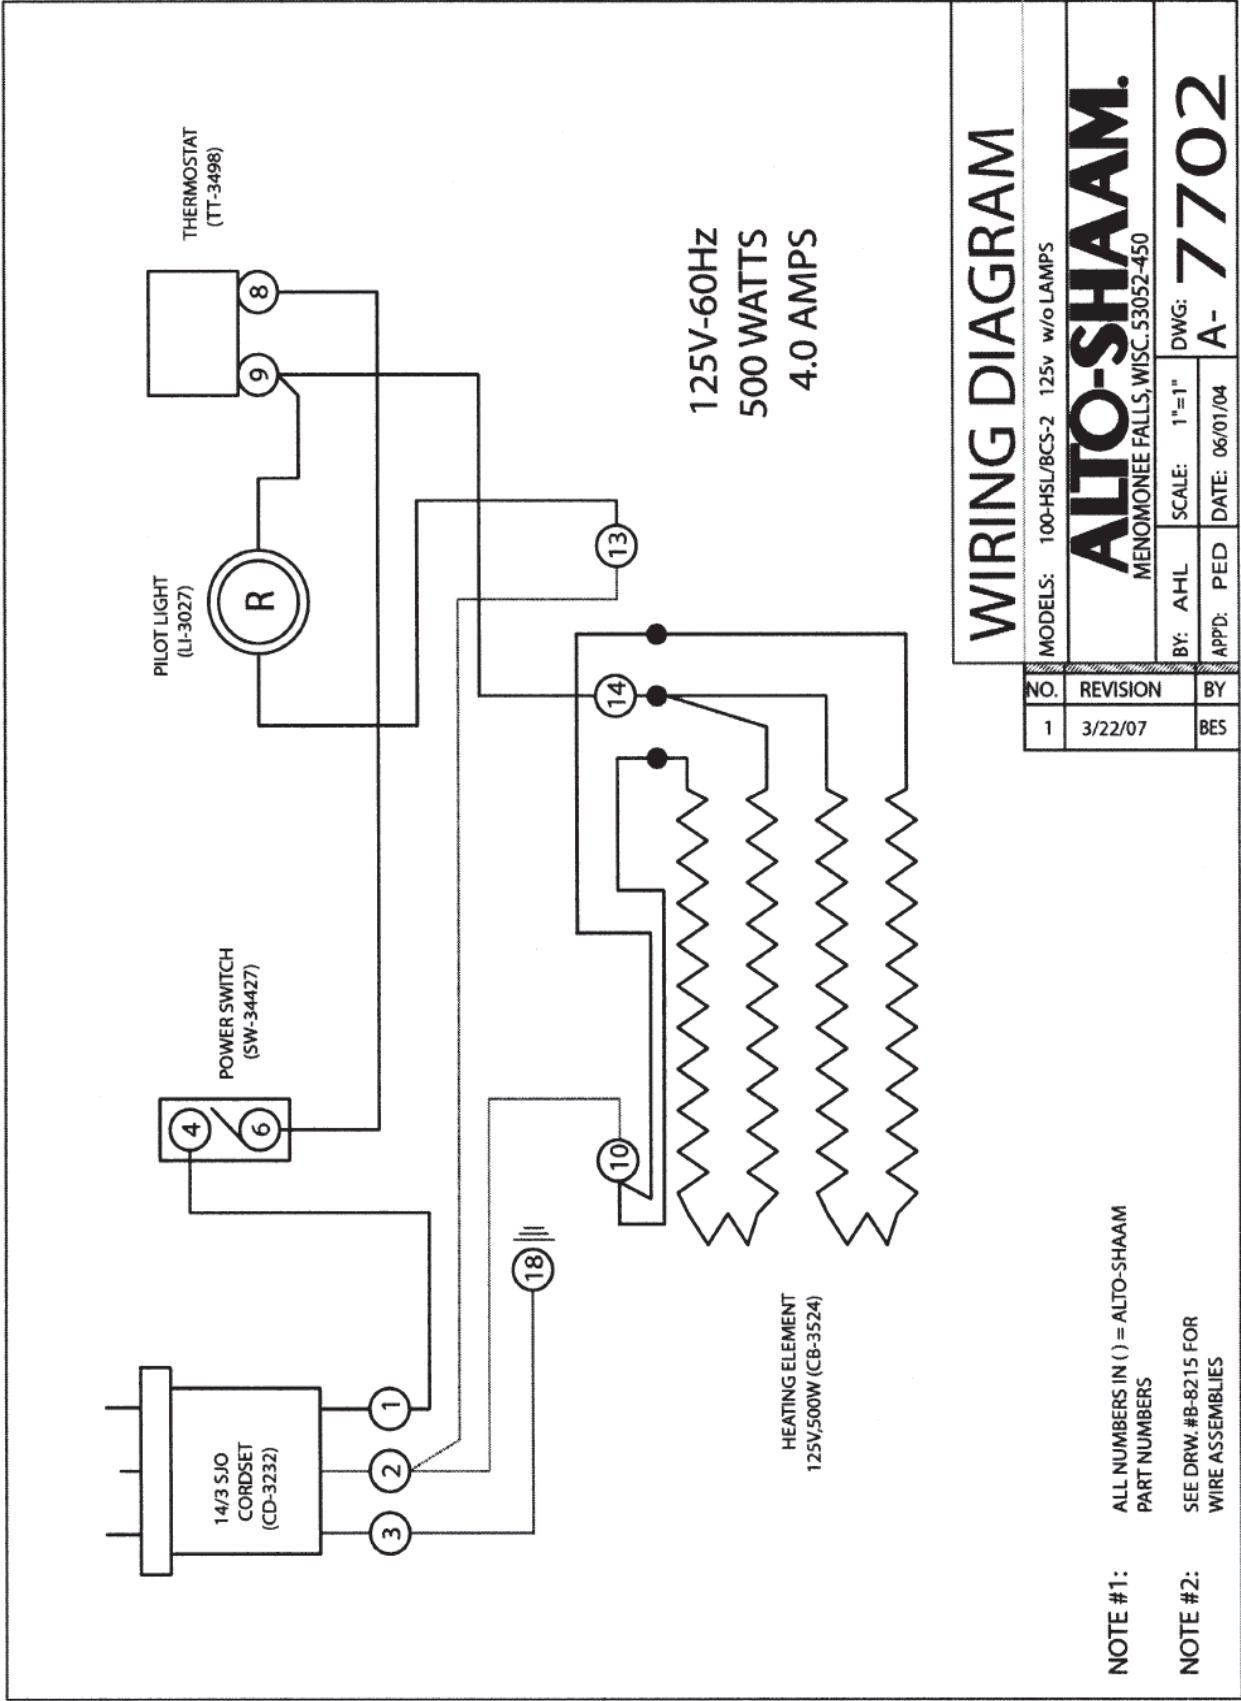 THERMOSTAT
(TT-3498)
8
9
PILOT LIGHT
(LI-3027)
R
POWER SWITCH
(SW-34427)
4
6
14/3 SJO
CORDSET
(CD-3232)
1
2
3
18
10
13
14
HEATING ELEMENT
125V,500W (CB-3524)
125V-60Hz
500 WATTS
4.0 AMPS
NOTE #1: ALL NUMBERS IN ( ) = ALTO-SHAAM
PART NUMBERS
NOTE #2: SEE DRW. #B-8215 FOR
WIRE ASSEMBLIES
NO. REVISION BY
1 3/22/07 BES
WIRING DIAGRAM
MODELS: 100-HSL/BCS-2 125v w/o LAMPS
ALTO-SHAAM.
MENOMONEE FALLS, WISC. 53052-450
BY: AHL SCALE: 1"=1" DWG:
APP'D: PED DATE: 06/01/04 A- 7702